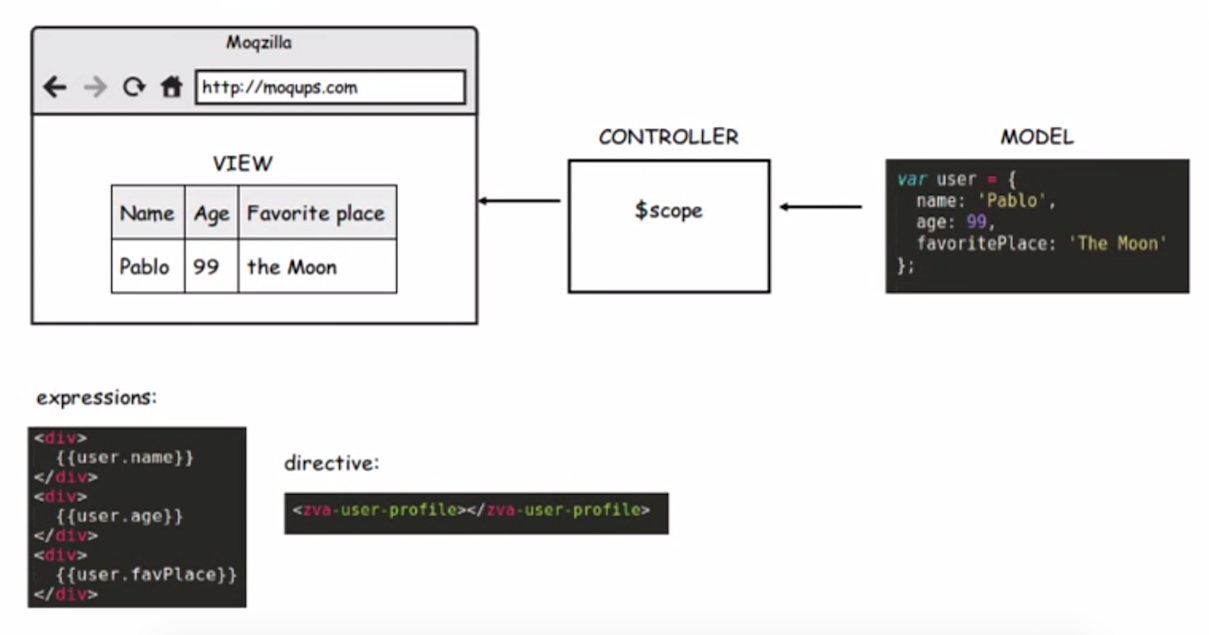 Moqzilla
http://moqups.com
VIEW
Name Age Favorite place
Pablo 99 the Moon
CONTROLLER
$scope
MODEL
var user = {
name: 'Pablo',
age: 99,
favoritePlace: 'The Moon'
};
expressions:
<div>
{{user.name}}
</div>
<div>
{{user.age}}
</div>
<div>
{{user.favPlace}}
</div>
directive:
<zva-user-profile></zva-user-profile>